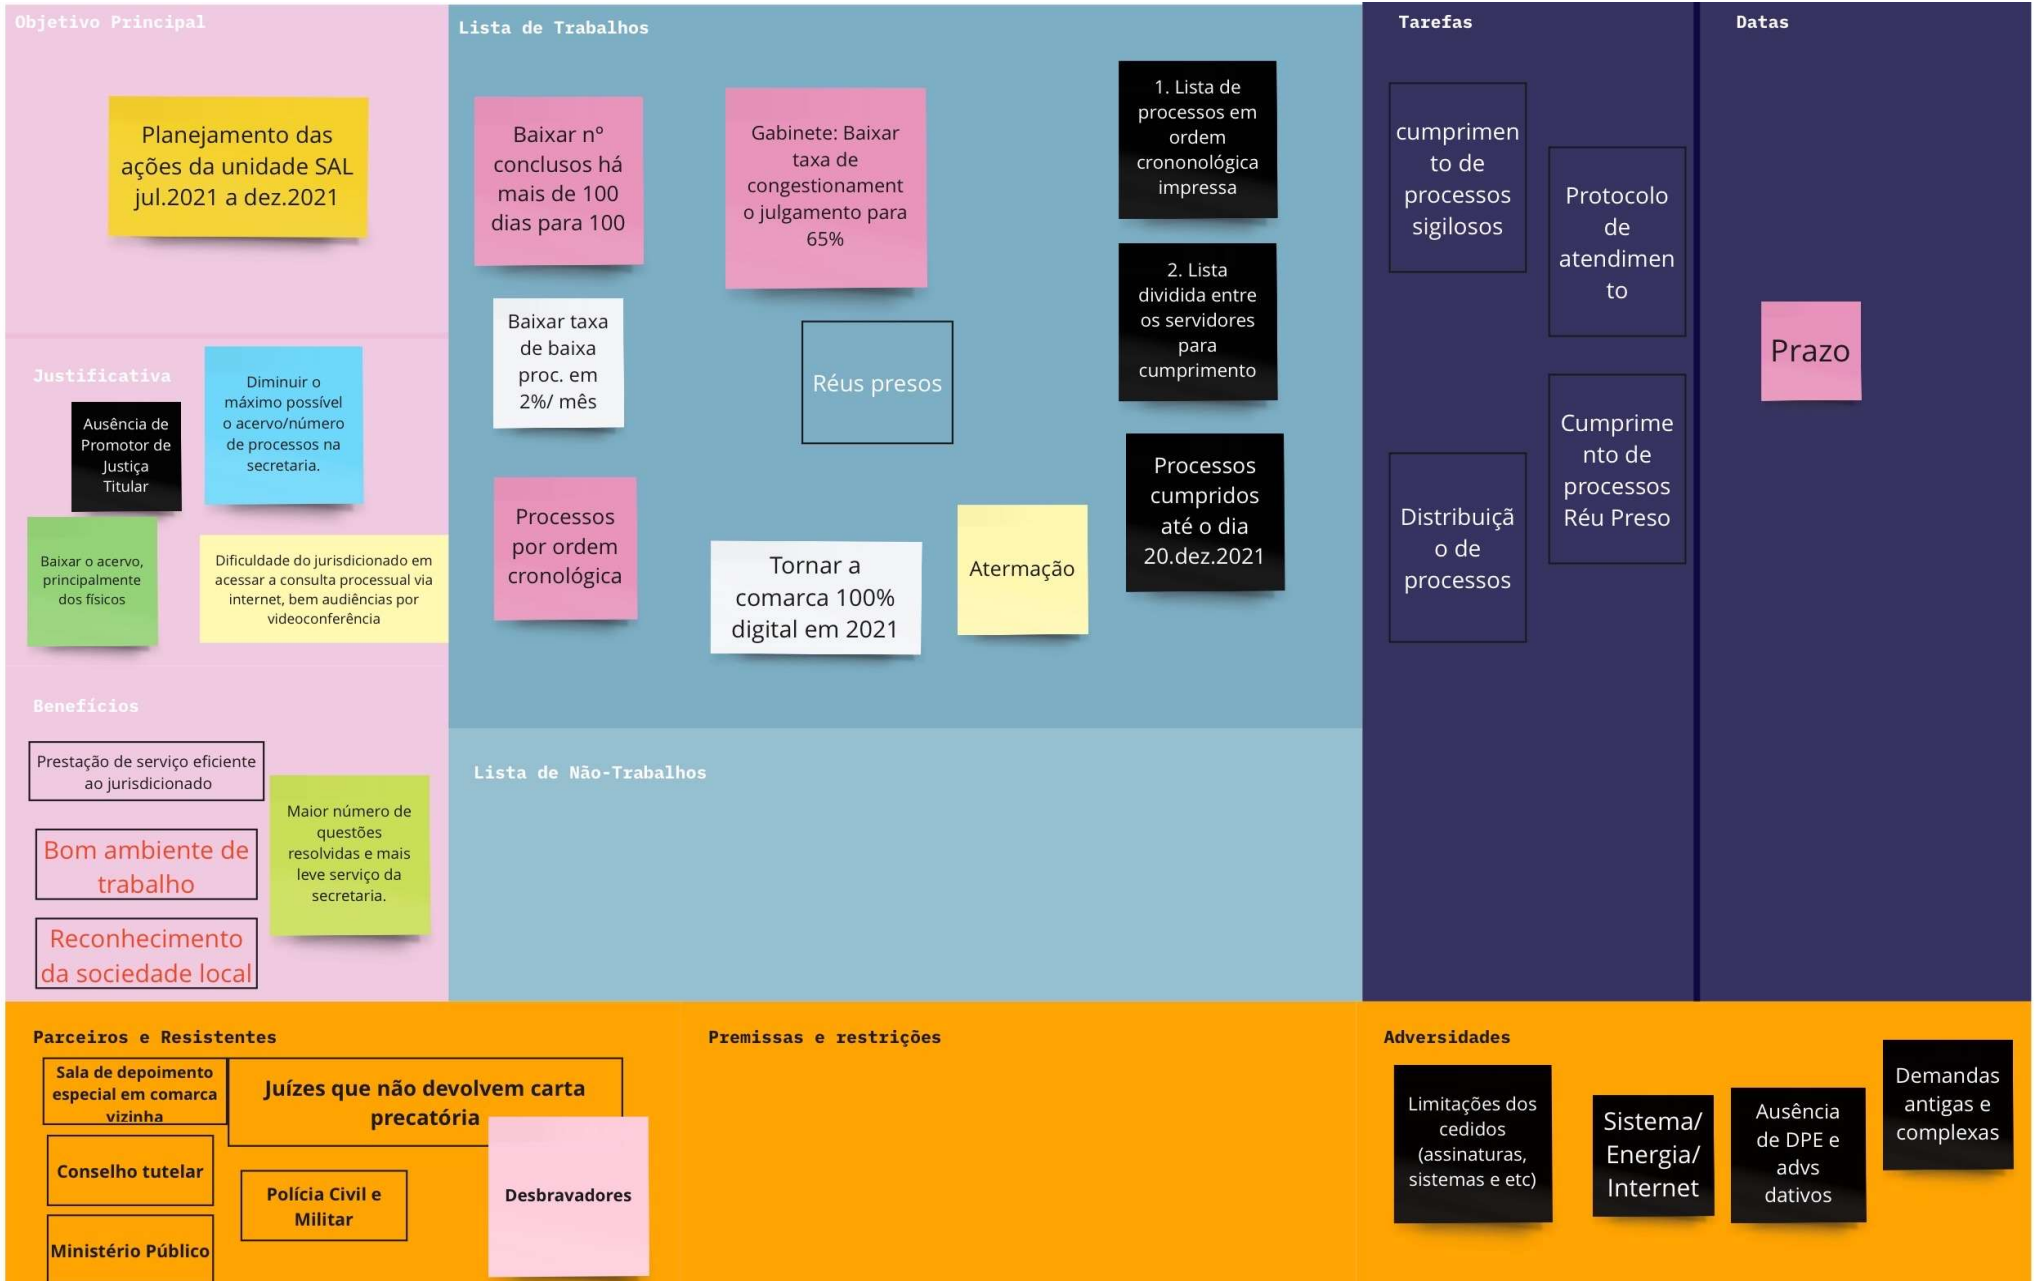 Objetivo Principal
Planejamento das
ações da unidade SAL
jul.2021 a dez.2021
Justificativa
Ausência de
Promotor de
Justiça
Titular
Diminuir o
máximo possível
o acervo/número
de processos na
secretaria.
Baixar o acervo,
principalmente
dos físicos
Dificuldade do jurisdicionado em
acessar a consulta processual via
internet, bem audiências por
videoconferência
Benefícios
Prestação de serviço eficiente
ao jurisdicionado
Bom ambiente de
trabalho
Reconhecimento
da sociedade local
Maior número de
questões
resolvidas e mais
leve serviço da
secretaria.
Lista de Trabalhos
Baixar nº
conclusos há
mais de 100
dias para 100
Gabinete: Baixar
taxa de
congestionament
o julgamento para
65%
1. Lista de
processos em
ordem
crononológica
impressa
Baixar taxa
de baixa
proc. em
2%/ mês
Réus presos
2. Lista
dividida entre
os servidores
para
cumprimento
Processos
por ordem
cronológica
Tornar a
comarca 100%
digital em 2021
Atermação
Processos
cumpridos
até o dia
20.dez.2021
Lista de Não-Trabalhos
Tarefas
cumprimen
to de
processos
sigilosos
Protocolo
de
atendimen
to
Cumprime
nto de
processos
Réu Preso
Distribuiçã
o de
processos
Datas
Prazo
Parceiros e Resistentes
Sala de depoimento
especial em comarca
vizinha
Juízes que não devolvem carta
precatória
Conselho tutelar
Polícia Civil e
Militar
Desbravadores
Ministério Público
Premissas e restrições
Adversidades
Limitações dos
cedidos
(assinaturas,
sistemas e etc)
Sistema/
Energia/
Internet
Ausência
de DPE e
advs
dativos
Demandas
antigas e
complexas